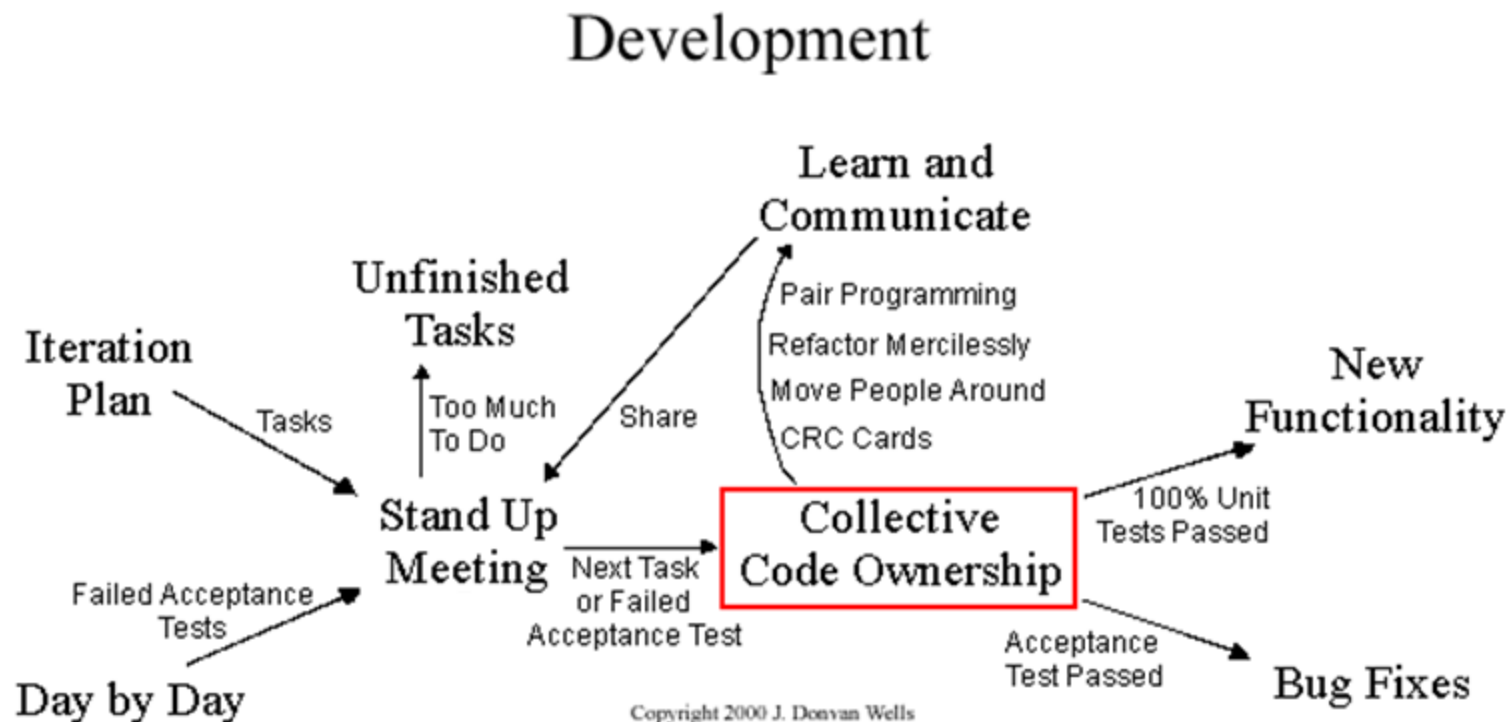 Development
Learn and
Communicate
Unfinished
Tasks
Pair Programming
Refactor Mercilessly
Move People Around
CRC Cards
Iteration
Plan
Tasks
Too Much
To Do
Share
New
Functionality
Stand Up
Meeting
Next Task
or Failed
Acceptance Test
Collective
Code Ownership
100% Unit
Tests Passed
Failed Acceptance
Tests
Day by Day
Acceptance
Test Passed
Bug Fixes
Copyright 2000 J. Donvan Wells